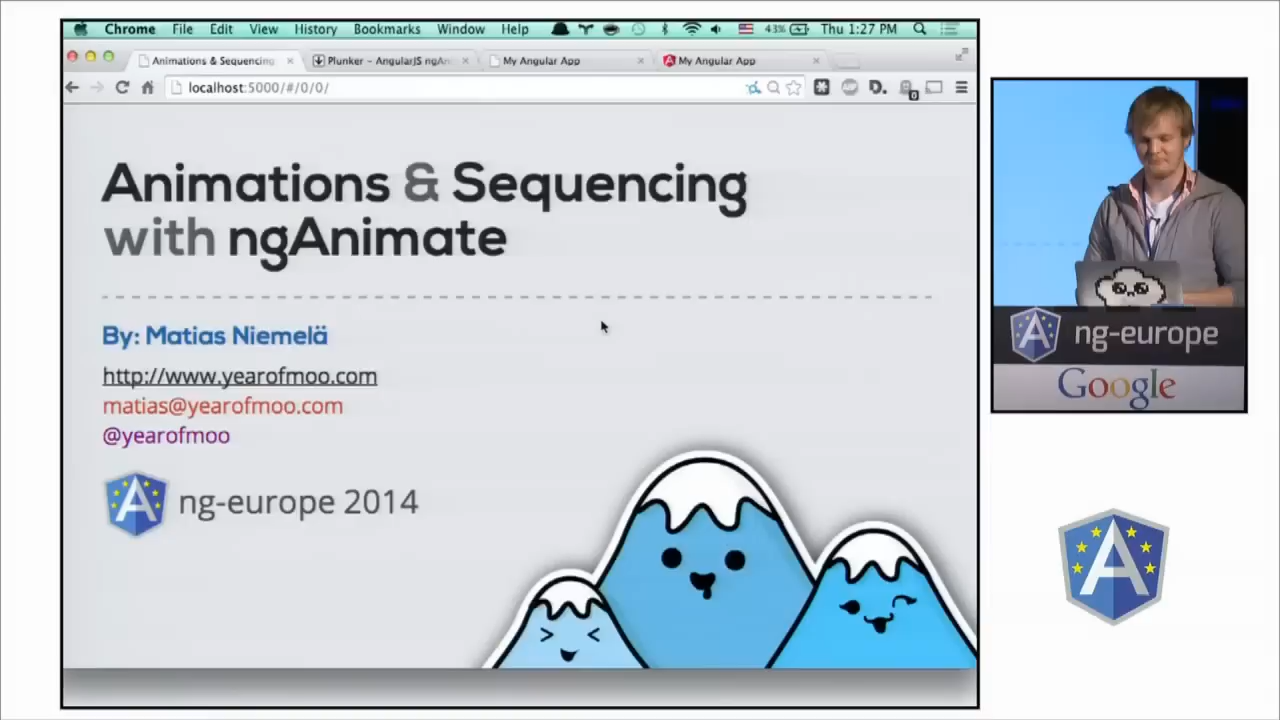 Chrome File Edit View History Bookmarks Window Help 43% Thu 1:27 PM
Animations & Sequencing Plunker - AngularJS ngAni My Angular App My Angular App
localhost:5000/#/0/0/
D.
0
Animations & Sequencing
with ngAnimate
By: Matias Niemelä
http://www.yearofmoo.com
matias@yearofmoo.com
@yearofmoo
A ng-europe 2014
A ng-europe
Google
A